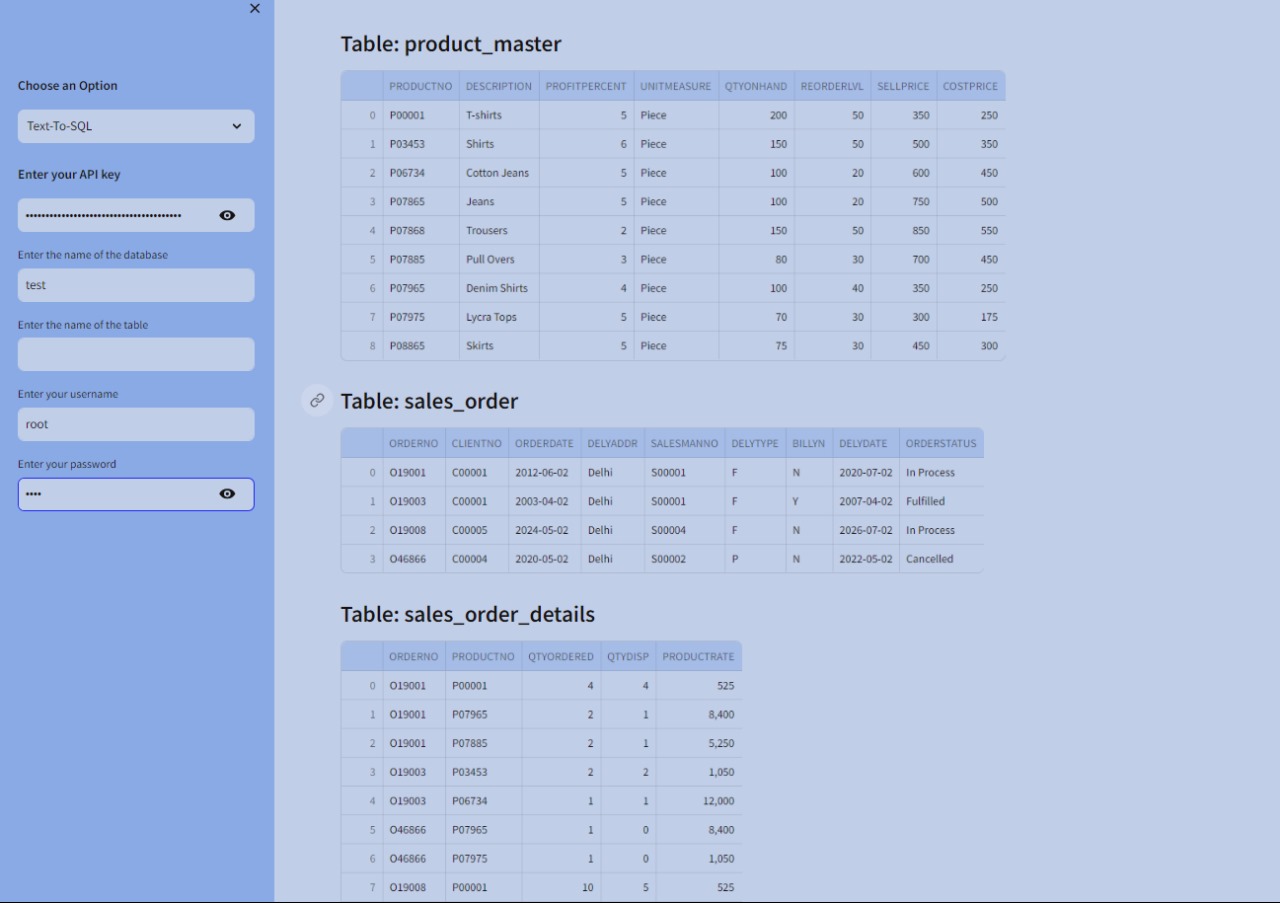 Choose an Option
Text-To-SQL
Enter your API key
••••••••••••••••••••••••••••••••••••••••
Enter the name of the database
test
Enter the name of the table
Enter your username
root
Enter your password
••••
Table: product_master
PRODUCTNO DESCRIPTION PROFITPERCENT UNITMEASURE QTYONHAND REORDERLVL SELLPRICE COSTPRICE
0 P00001 T-shirts 5 Piece 200 50 350 250
1 P03453 Shirts 6 Piece 150 50 500 350
2 P06734 Cotton Jeans 5 Piece 100 20 600 450
3 P07865 Jeans 5 Piece 100 20 750 500
4 P07868 Trousers 2 Piece 150 50 850 550
5 P07885 Pull Overs 3 Piece 80 30 700 450
6 P07965 Denim Shirts 4 Piece 100 40 350 250
7 P07975 Lycra Tops 5 Piece 70 30 300 175
8 P08865 Skirts 5 Piece 75 30 450 300
Table: sales_order
ORDERNO CLIENTNO ORDERDATE DELYADDR SALESMANNO DELYTYPE BILLYN DELYDATE ORDERSTATUS
0 O19001 C00001 2012-06-02 Delhi S00001 F N 2020-07-02 In Process
1 O19003 C00001 2003-04-02 Delhi S00001 F Y 2007-04-02 Fulfilled
2 O19008 C00005 2024-05-02 Delhi S00004 F N 2026-07-02 In Process
3 O46866 C00004 2020-05-02 Delhi S00002 P N 2022-05-02 Cancelled
Table: sales_order_details
ORDERNO PRODUCTNO QTYORDERED QTYDISP PRODUCTRATE
0 O19001 P00001 4 4 525
1 O19001 P07965 2 1 8,400
2 O19001 P07885 2 1 5,250
3 O19003 P03453 2 2 1,050
4 O19003 P06734 1 1 12,000
5 O46866 P07965 1 0 8,400
6 O46866 P07975 1 0 1,050
7 O19008 P00001 10 5 525